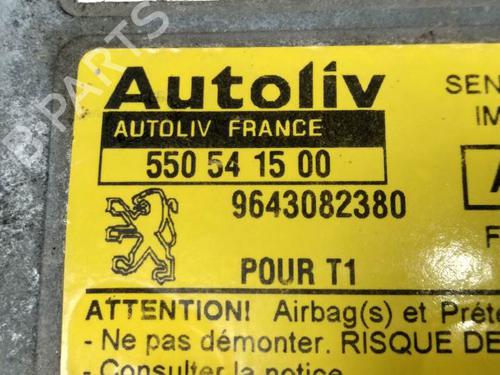 Autoliv
AUTOLIV FRANCE
550 54 15 00
9643082380
POUR T1
ATTENTION! Airbag(s) et Préte
- Ne pas démonter. RISQUE DE
- Consulter la notice
SEN
IM
A
F
B PARTS